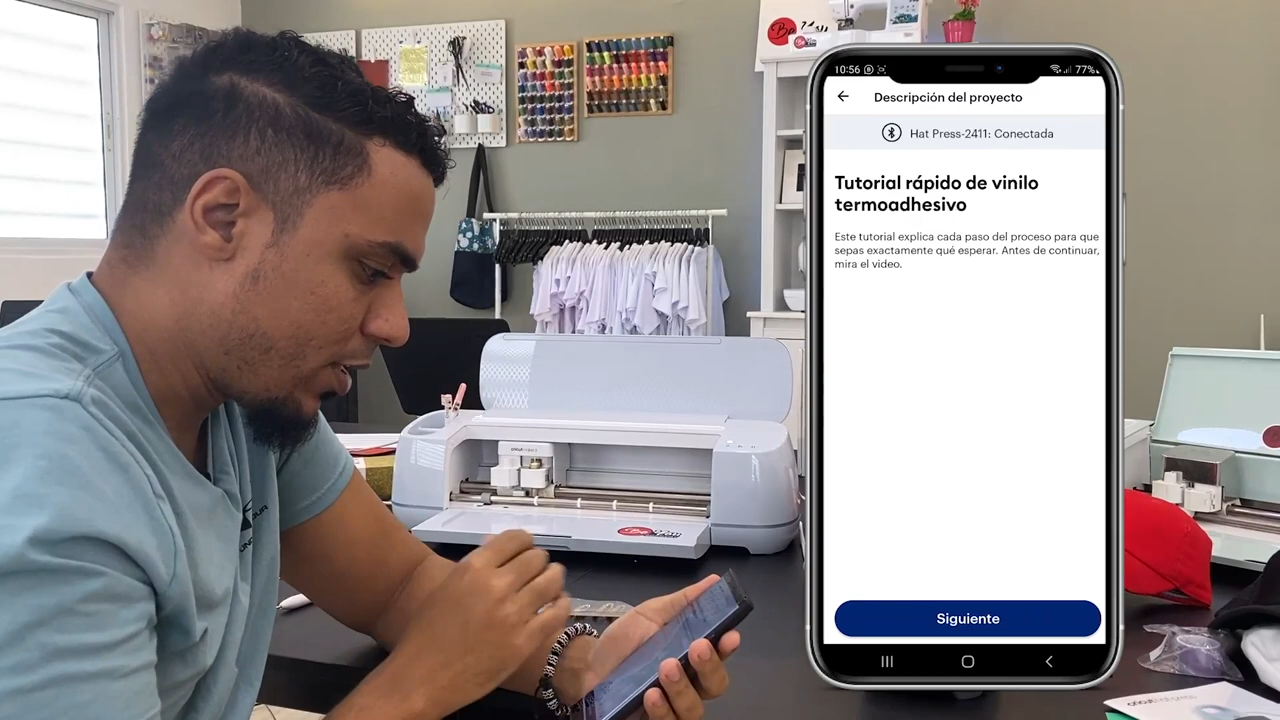 10:56
77%
Descripción del proyecto
Hat Press-2411: Conectada
Tutorial rápido de vinilo
termoadhesivo
Este tutorial explica cada paso del proceso para que
sepas exactamente qué esperar. Antes de continuar,
mira el video.
Siguiente